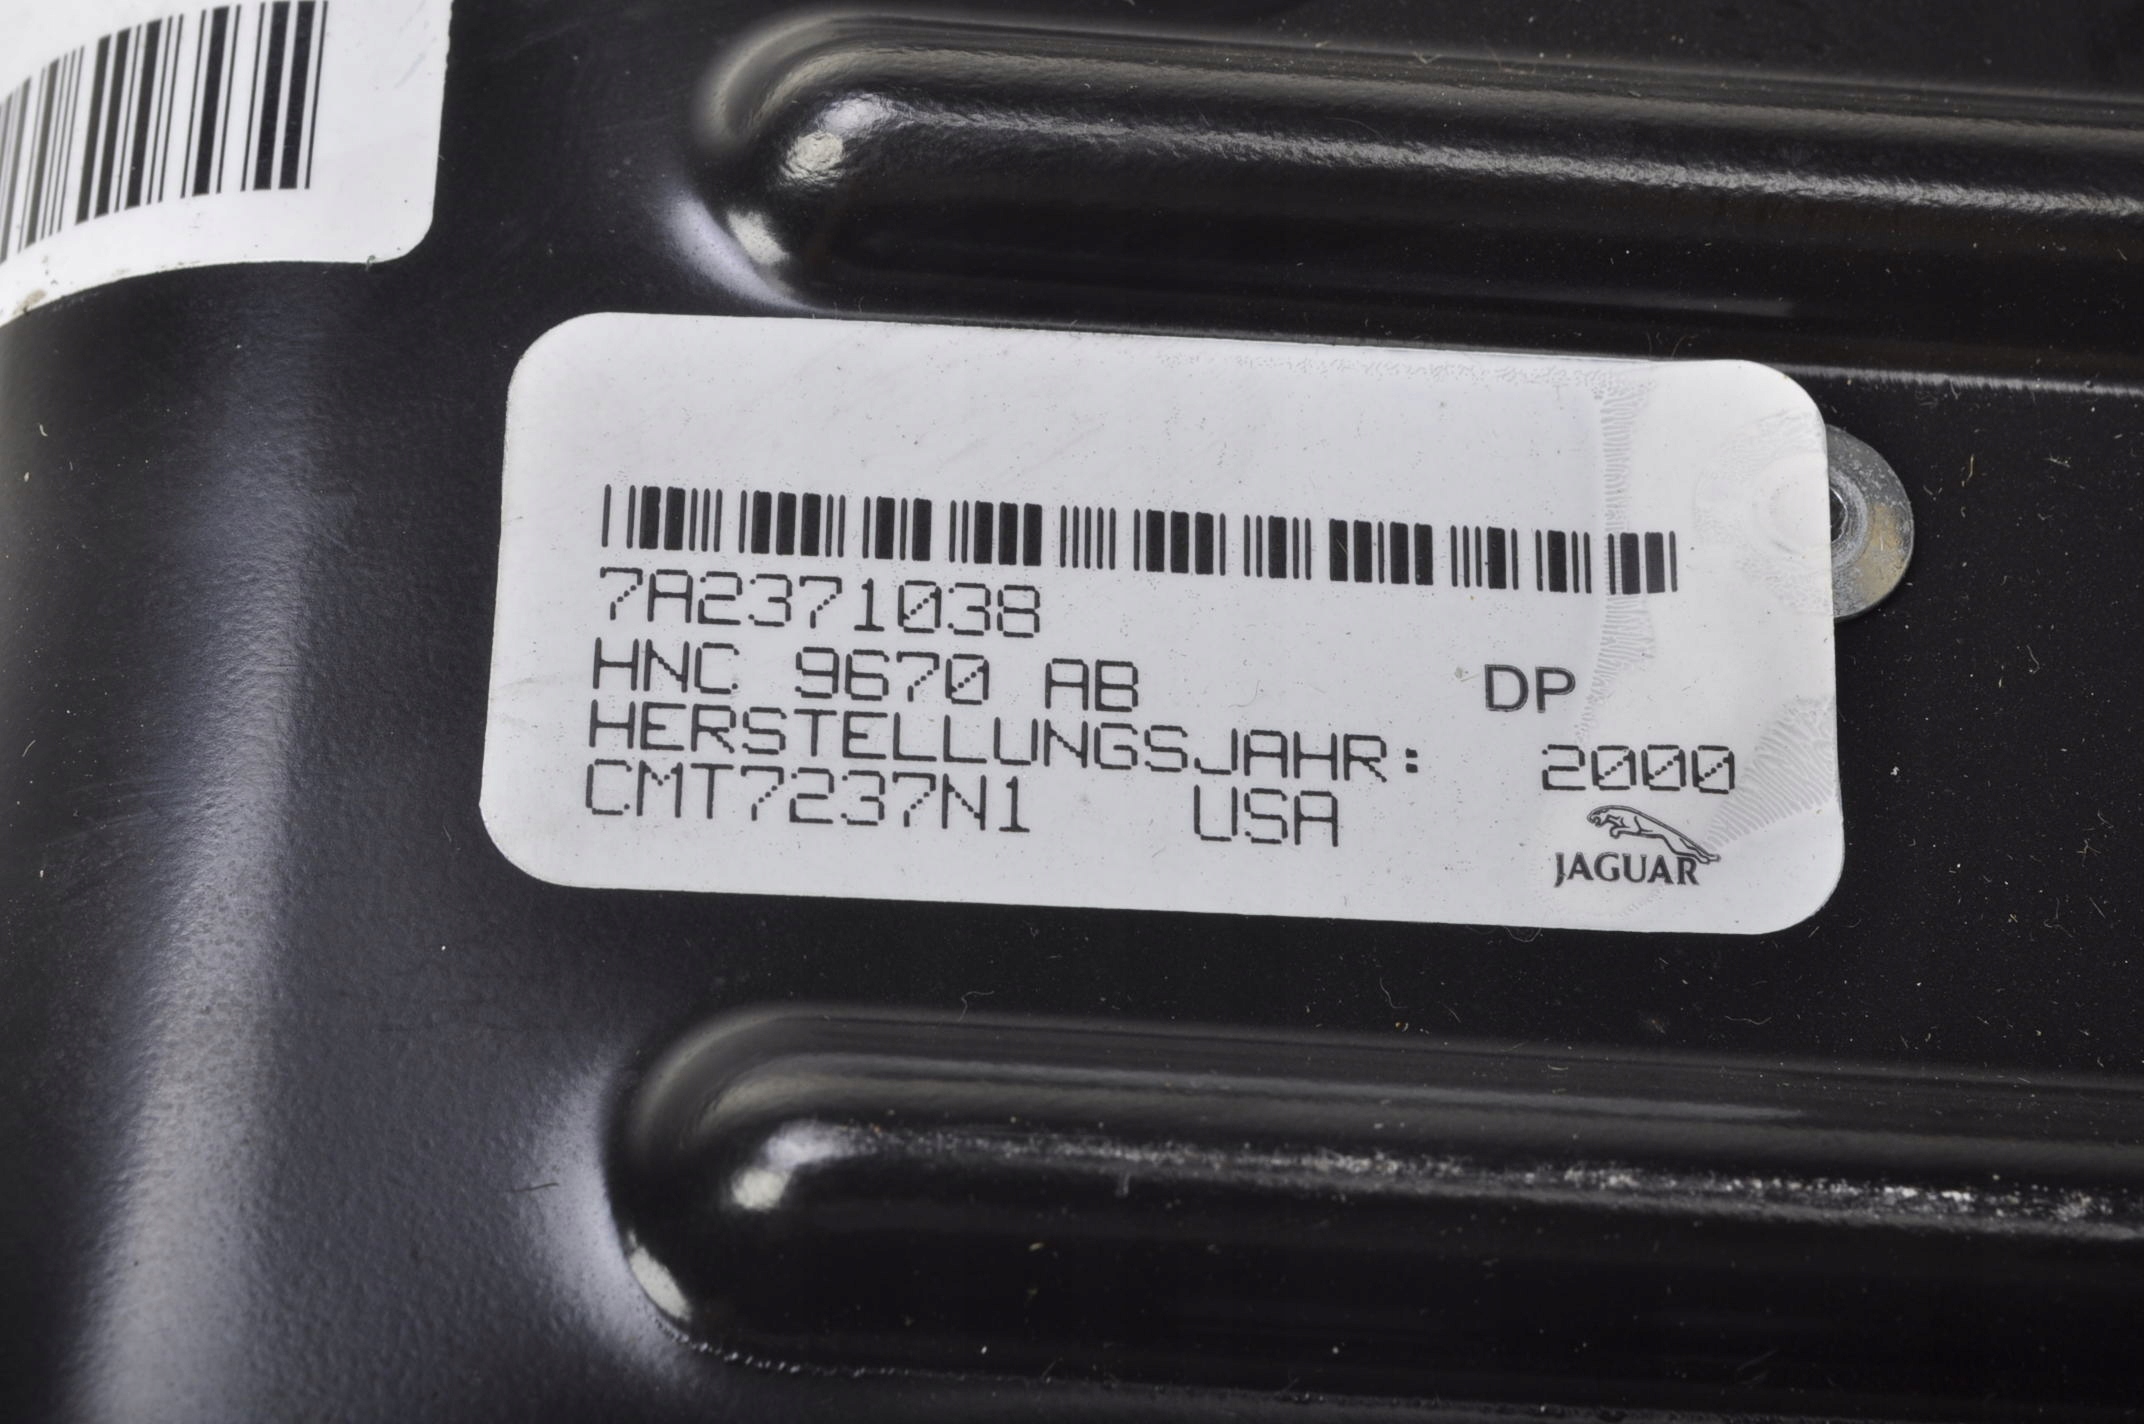 7A2371038
HNC 9670 AB DP
HERSTELLUNGSJAHR: 2000
CMT7237N1 USA
JAGUAR